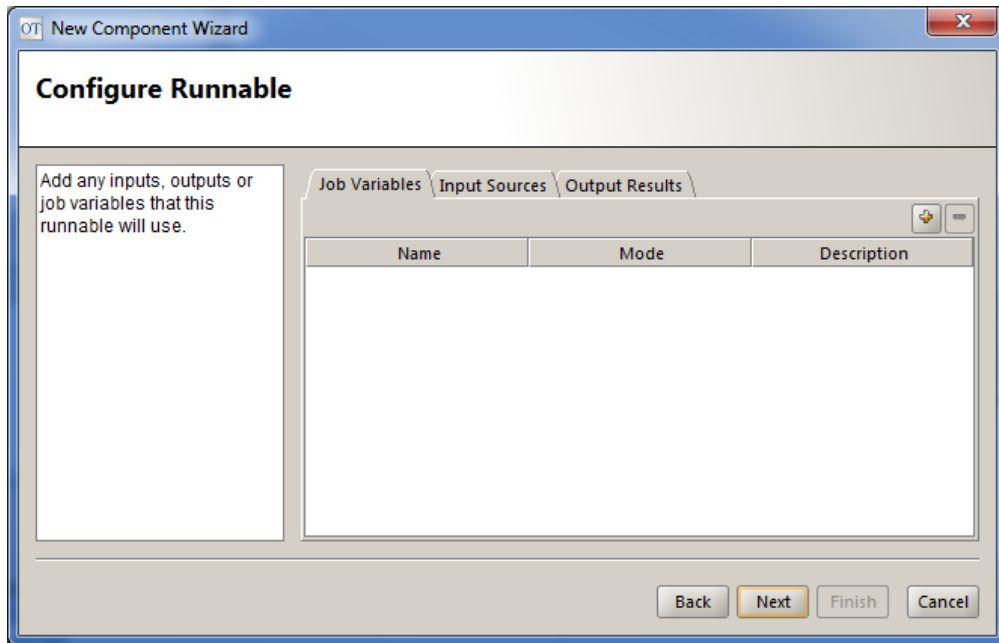 OT New Component Wizard
Configure Runnable
Add any inputs, outputs or
job variables that this
runnable will use.
Job Variables Input Sources Output Results
Name Mode Description
Back Next Finish Cancel